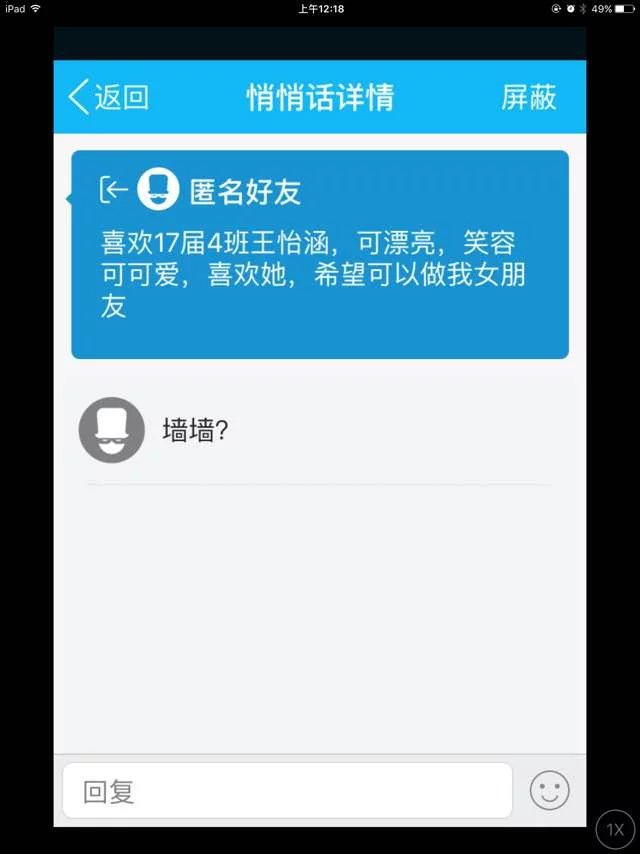 iPad 上午12:18 49%
返回 悄悄话详情 屏蔽
匿名好友
喜欢17届4班王怡涵，可漂亮，笑容
可可爱，喜欢她，希望可以做我女朋
友
墙墙?
回复
1X